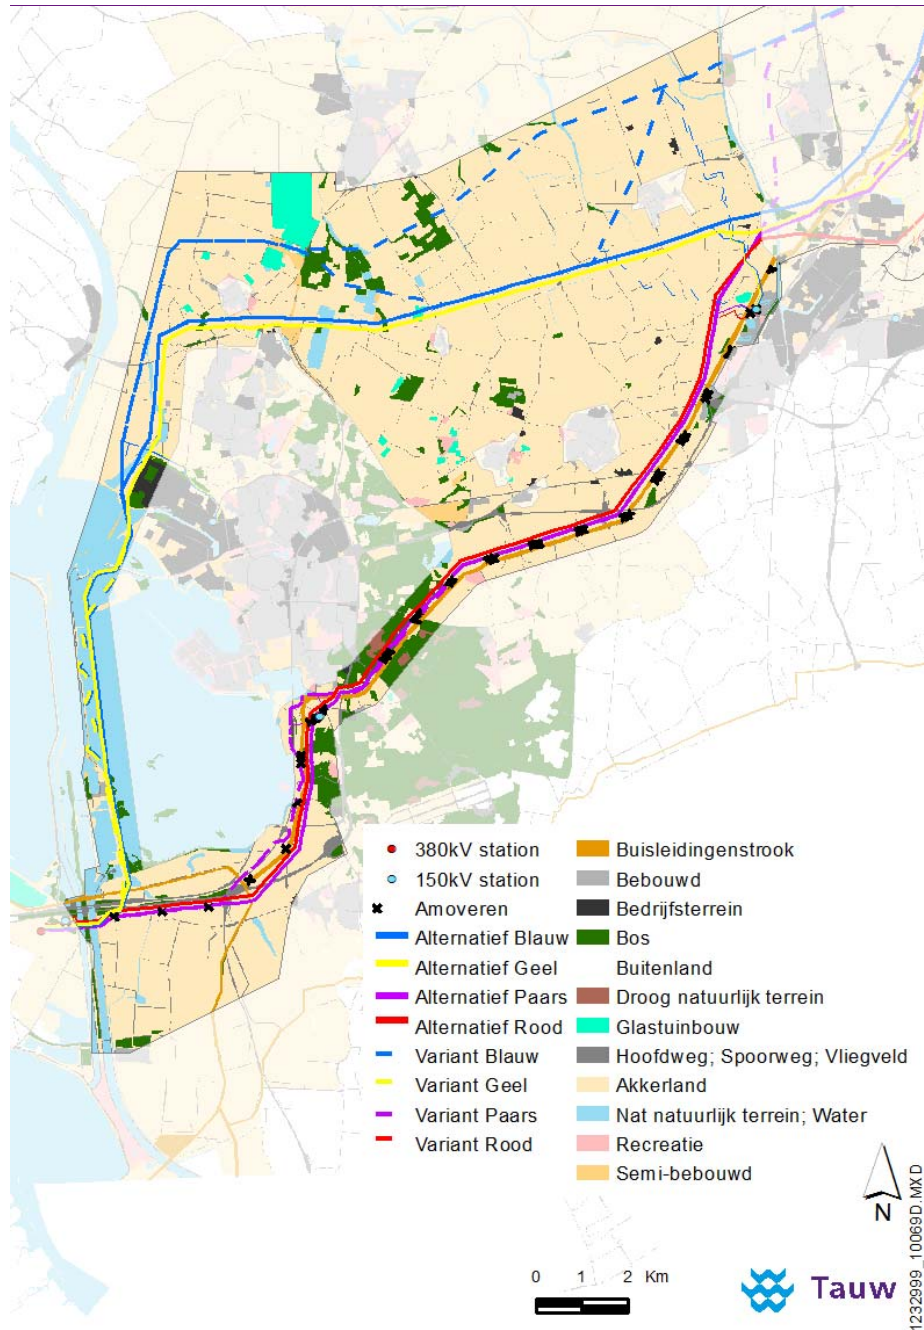 380kV station
150kV station
Amoveren
Alternatief Blauw
Alternatief Geel
Alternatief Paars
Alternatief Rood
Variant Blauw
Variant Geel
Variant Paars
Variant Rood
Buisleidingenstrook
Bebouwd
Bedrijfsterrein
Bos
Buitenland
Droog natuurlijk terrein
Glastuinbouw
Hoofdweg; Spoorweg; Vliegveld
Akkerland
Nat natuurlijk terrein; Water
Recreatie
Semi-bebouwd
N
0 1 2 Km
Tauw
12332999_10069D.MXD